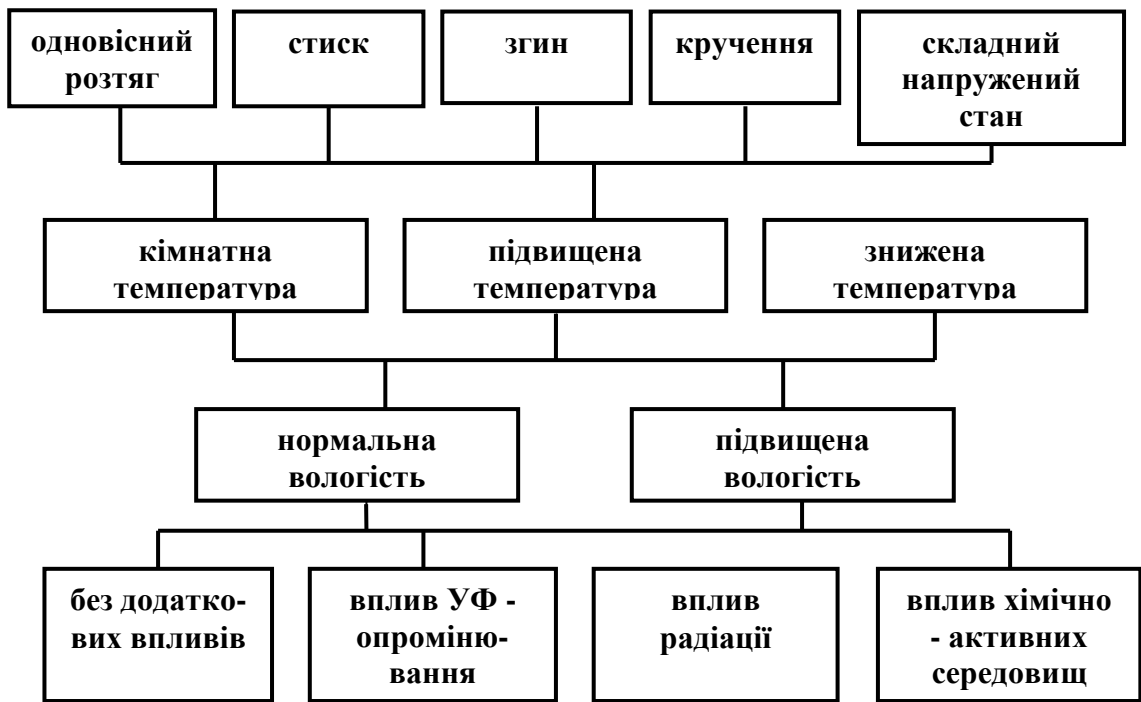 одновісний
розтяг
стиск
згин
кручення
складний
напружений
стан
кімнатна
температура
підвищена
температура
знижена
температура
нормальна
вологість
підвищена
вологість
без додатко-
вих впливів
вплив УФ -
опроміню-
вання
вплив
радіації
вплив хімічно
- активних
середовищ